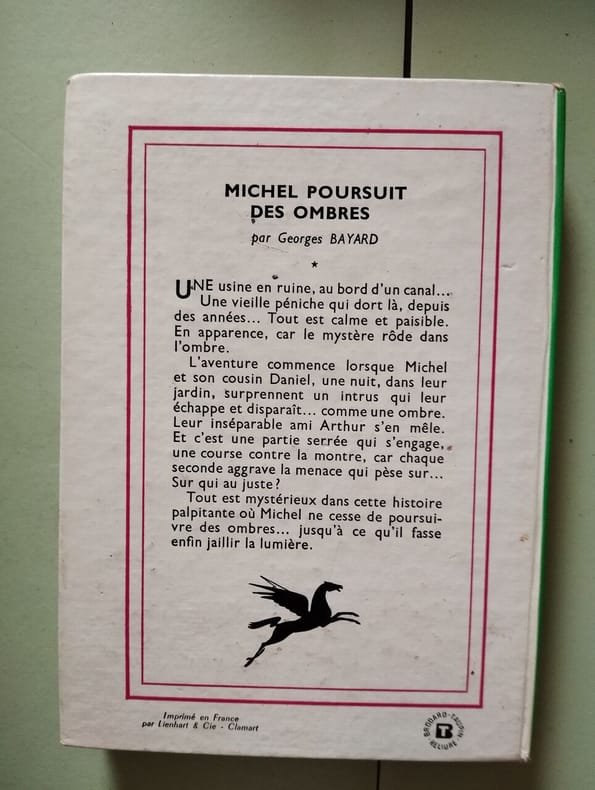 MICHEL POURSUIT
DES OMBRES
par Georges BAYARD
★
UNE usine en ruine, au bord d'un canal...
Une vieille péniche qui dort là, depuis
des années... Tout est calme et paisible.
En apparence, car le mystère rôde dans
l'ombre.
L'aventure commence lorsque Michel
et son cousin Daniel, une nuit, dans leur
jardin, surprennent un intrus qui leur
échappe et disparaît... comme une ombre.
Leur inséparable ami Arthur s'en mêle.
Et c'est une partie serrée qui s'engage,
une course contre la montre, car chaque
seconde aggrave la menace qui pèse sur...
Sur qui au juste?
Tout est mystérieux dans cette histoire
palpitante où Michel ne cesse de poursui-
vre des ombres... jusqu'à ce qu'il fasse
enfin jaillir la lumière.
Imprimé en France
par Lienhart & Cie - Clamart
BRODARD-TAUPIN
RELIURE